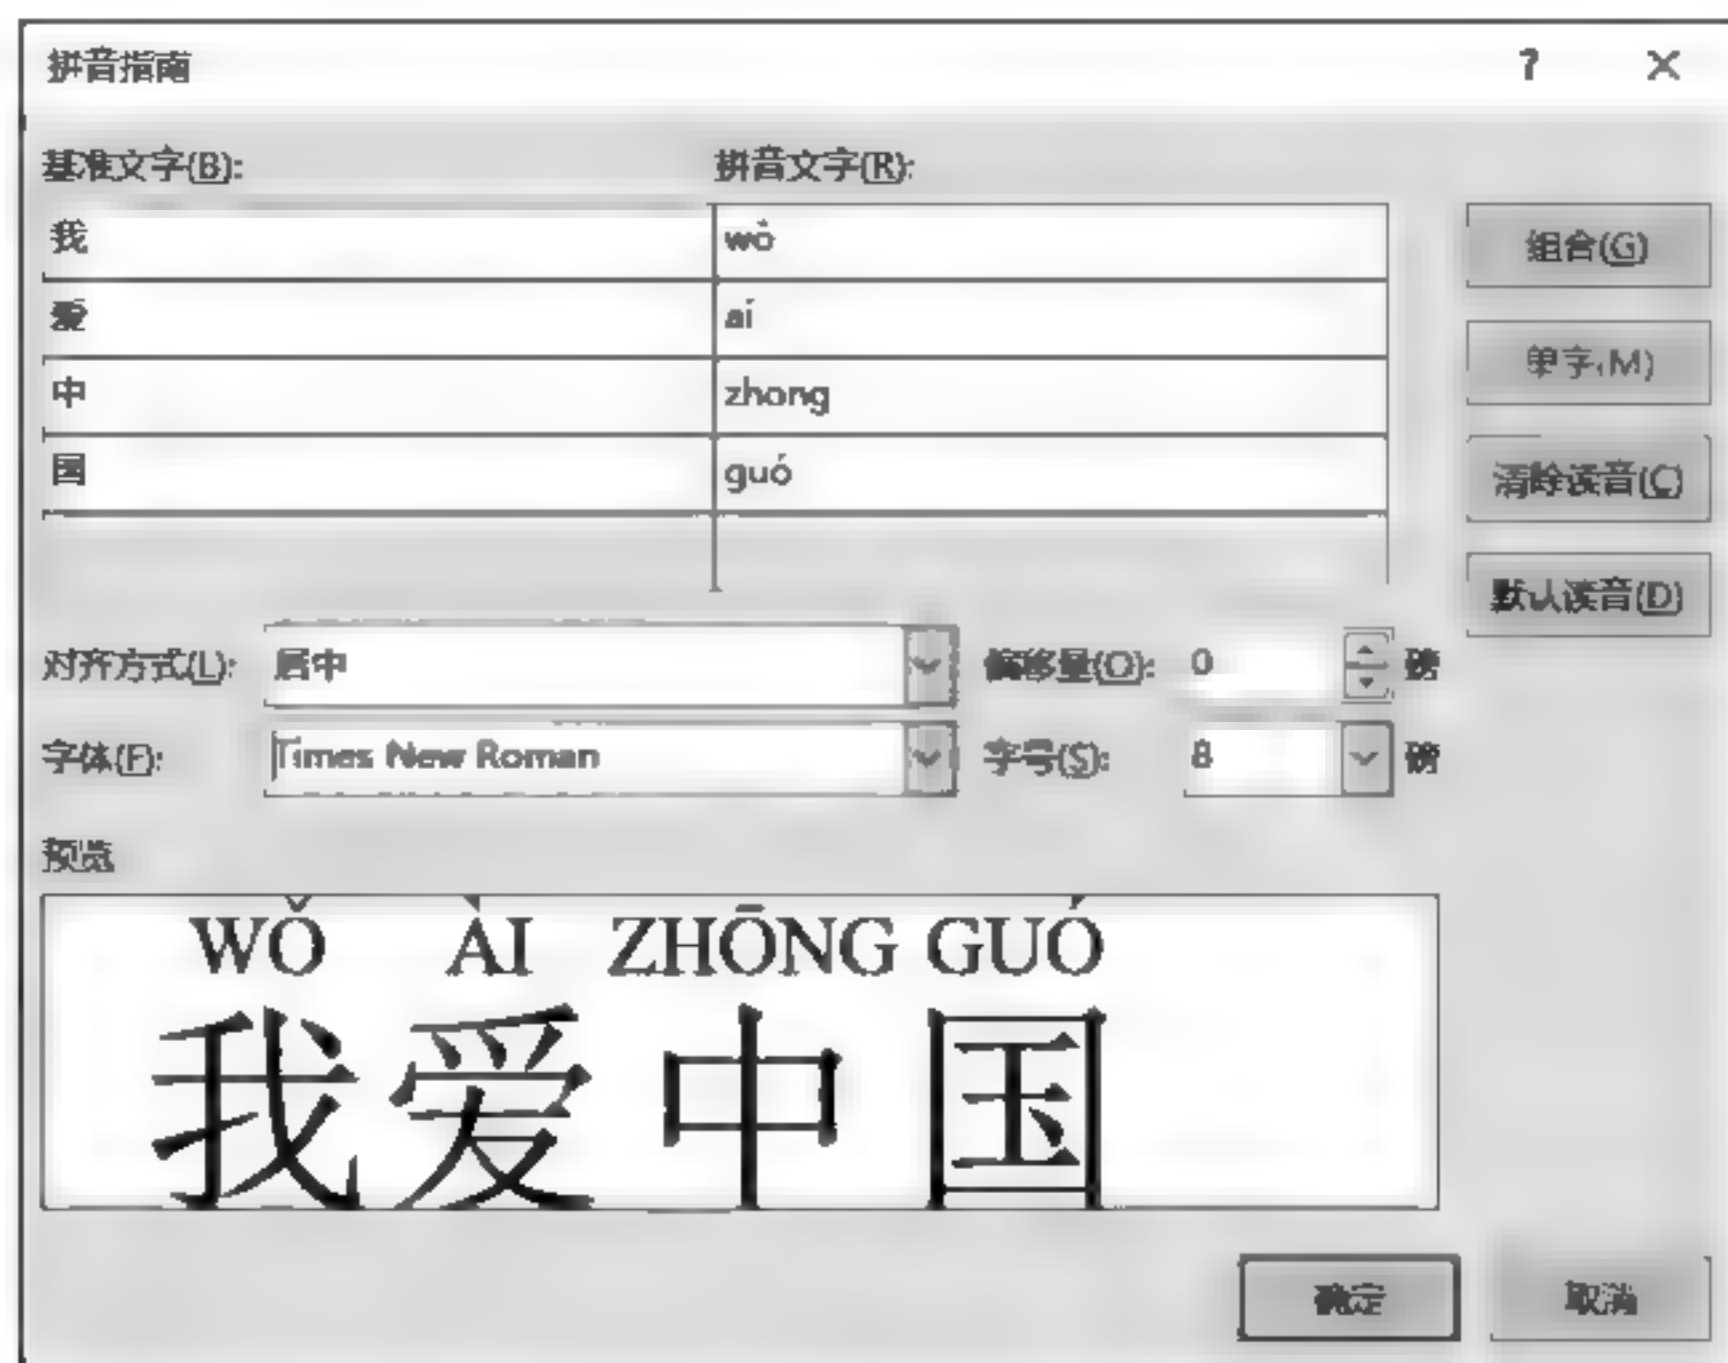 拼音指南 ? ×
基准文字(B): 拼音文字(R):
我 wǒ 组合(G)
爱 ài
单字(M)
中 zhong
国 guó 清除读音(C)
默认读音(D)
对齐方式(L): 居中 偏移量(O): 0 磅
字体(F): Times New Roman 字号(S): 8 磅
预览
WǑ ÀI ZHŌNG GUÓ
我爱中国
确定 取消